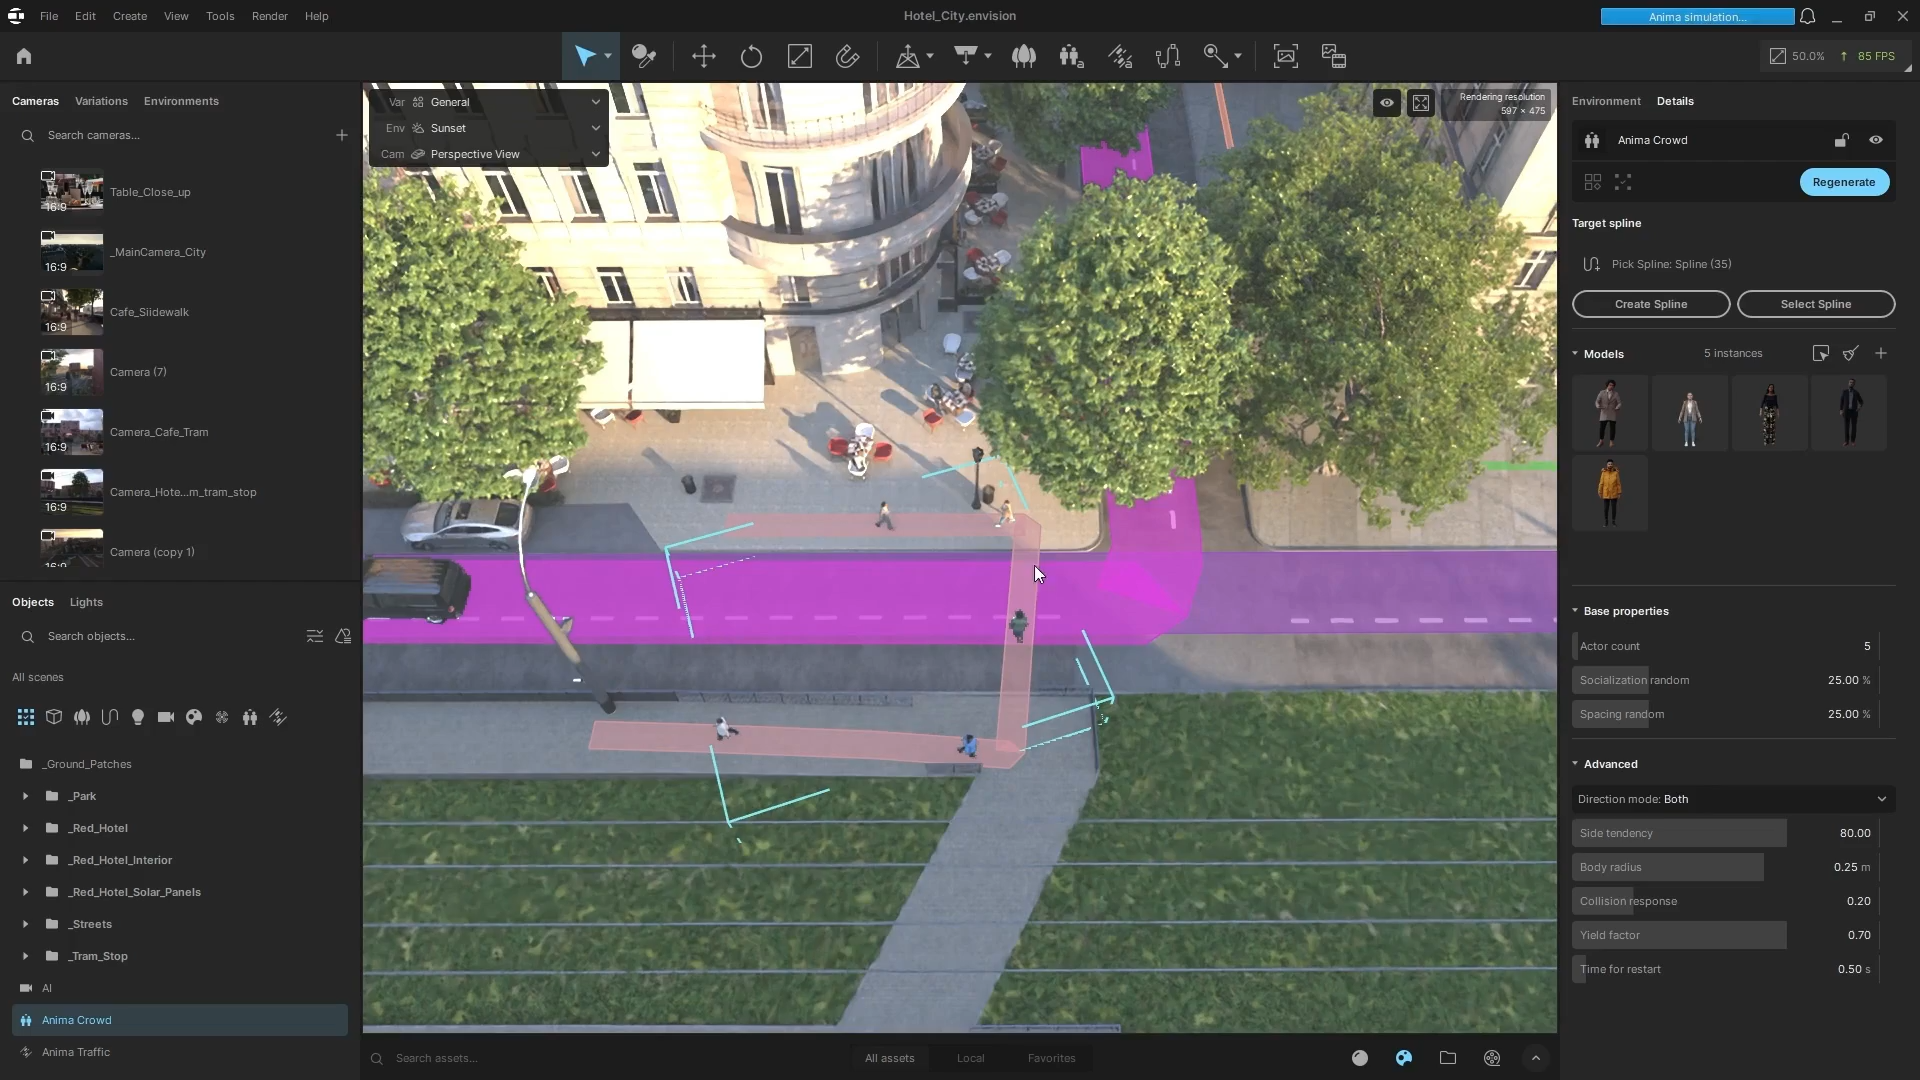 File Edit Create View Tools Render Help
Hotel_City.envision
Anima simulation...
50.0%
85 FPS
Cameras Variations Environments
Search cameras...
16:9 Table_Close_up
16:9 _MainCamera_City
16:9 Cafe_Siidewalk
16:9 Camera (7)
16:9 Camera_Cafe_Tram
16:9 Camera_Hote...m_tram_stop
16:9 Camera (copy 1)
Objects Lights
Search objects...
All scenes
_Ground_Patches
_Park
_Red_Hotel
_Red_Hotel_Interior
_Red_Hotel_Solar_Panels
_Streets
_Tram_Stop
AI
Anima Crowd
Anima Traffic
Var General
Env Sunset
Cam Perspective View
Rendering resolution
597 × 475
Search assets...
All assets Local Favorites
Environment Details
Anima Crowd
Regenerate
Target spline
Pick Spline: Spline (35)
Create Spline Select Spline
Models 5 instances
Base properties
Actor count 5
Socialization random 25.00 %
Spacing random 25.00 %
Advanced
Direction mode: Both
Side tendency 80.00
Body radius 0.25 m
Collision response 0.20
Yield factor 0.70
Time for restart 0.50 s